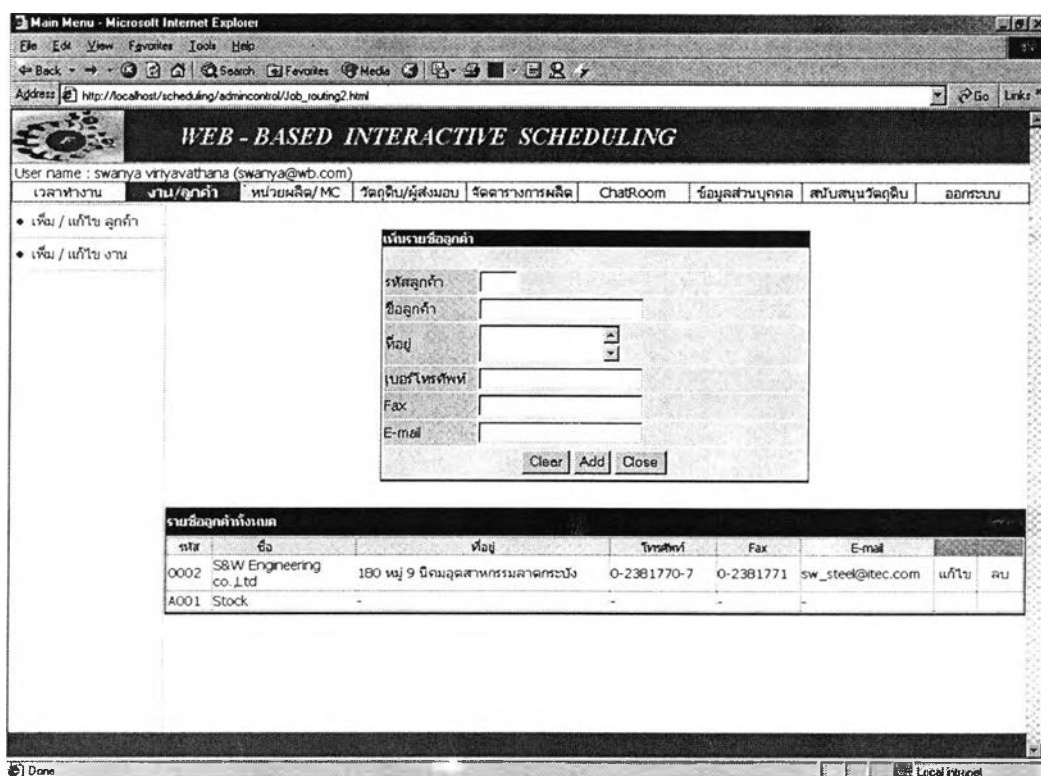 Main Menu - Microsoft Internet Explorer
File Edit View Favorites Tools Help
Back Search Favorites Media
Address http://localhost/scheduling/admincontrol/Job_routing2.html Go Links
WEB - BASED INTERACTIVE SCHEDULING
User name : swanya viriyavathana (swanya@wb.com)
เวลาทำงาน งาน/ลูกค้า หน่วยผลิต/MC วัตถุดิบ/ผู้ส่งมอบ จัดตารางการผลิต ChatRoom ข้อมูลส่วนบุคคล สนับสนุนวัตถุดิบ ออกระบบ
เพิ่ม / แก้ไข ลูกค้า
เพิ่ม / แก้ไข งาน
เพิ่มรายชื่อลูกค้า
รหัสลูกค้า
ชื่อลูกค้า
ที่อยู่
เบอร์โทรศัพท์
Fax
E-mail
Clear Add Close
รายชื่อลูกค้าทั้งหมด
รหัส ชื่อ ที่อยู่ โทรศัพท์ Fax E-mail
0002 S&W Engineering co.,Ltd 180 หมู่ 9 นิคมอุตสาหกรรมลาดกระบัง 0-2381770-7 0-2381771 sw_steel@itec.com แก้ไข ลบ
A001 Stock - - - -
Done Local intranet